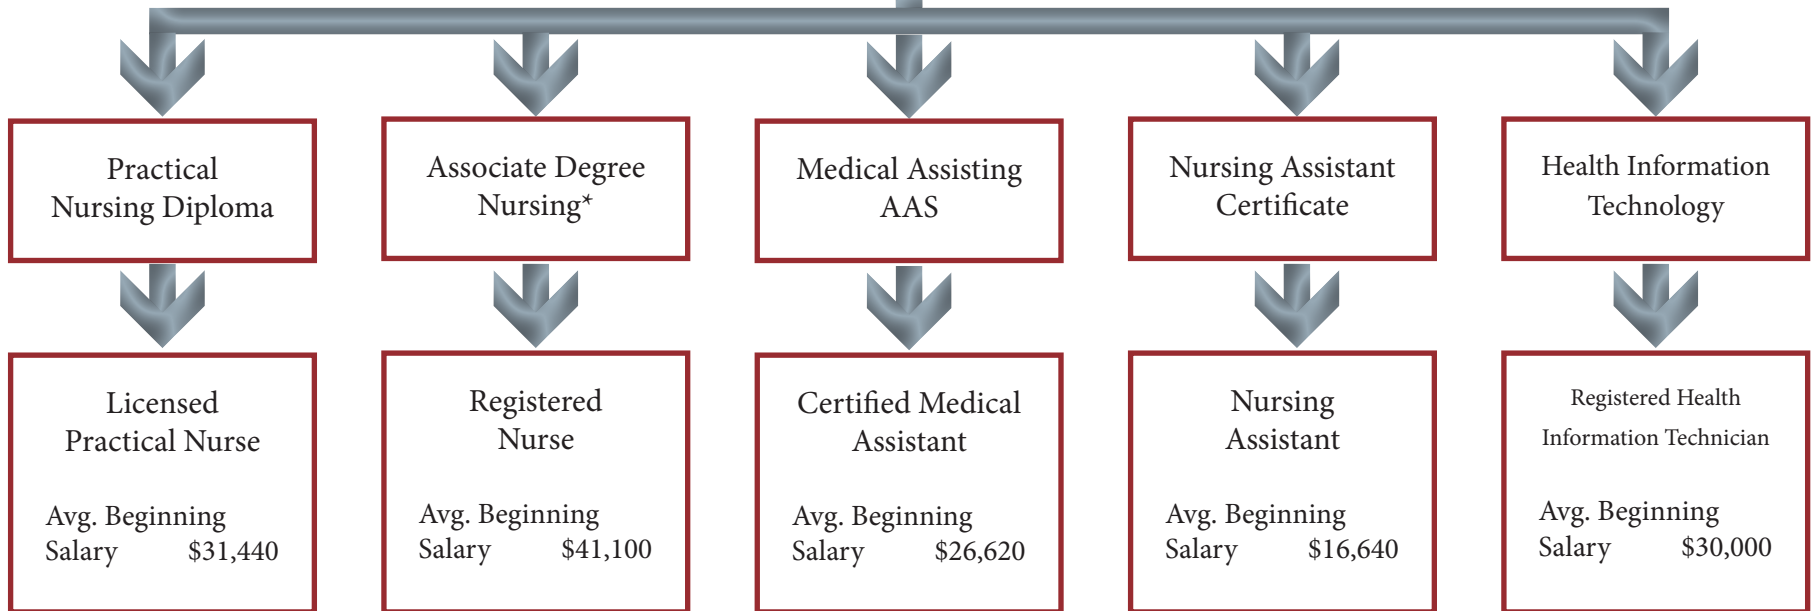 Practical
Nursing Diploma
Associate Degree
Nursing*
Medical Assisting
AAS
Nursing Assistant
Certificate
Health Information
Technology
Licensed
Practical Nurse
Avg. Beginning
Salary $31,440
Registered
Nurse
Avg. Beginning
Salary $41,100
Certified Medical
Assistant
Avg. Beginning
Salary $26,620
Nursing
Assistant
Avg. Beginning
Salary $16,640
Registered Health
Information Technician
Avg. Beginning
Salary $30,000